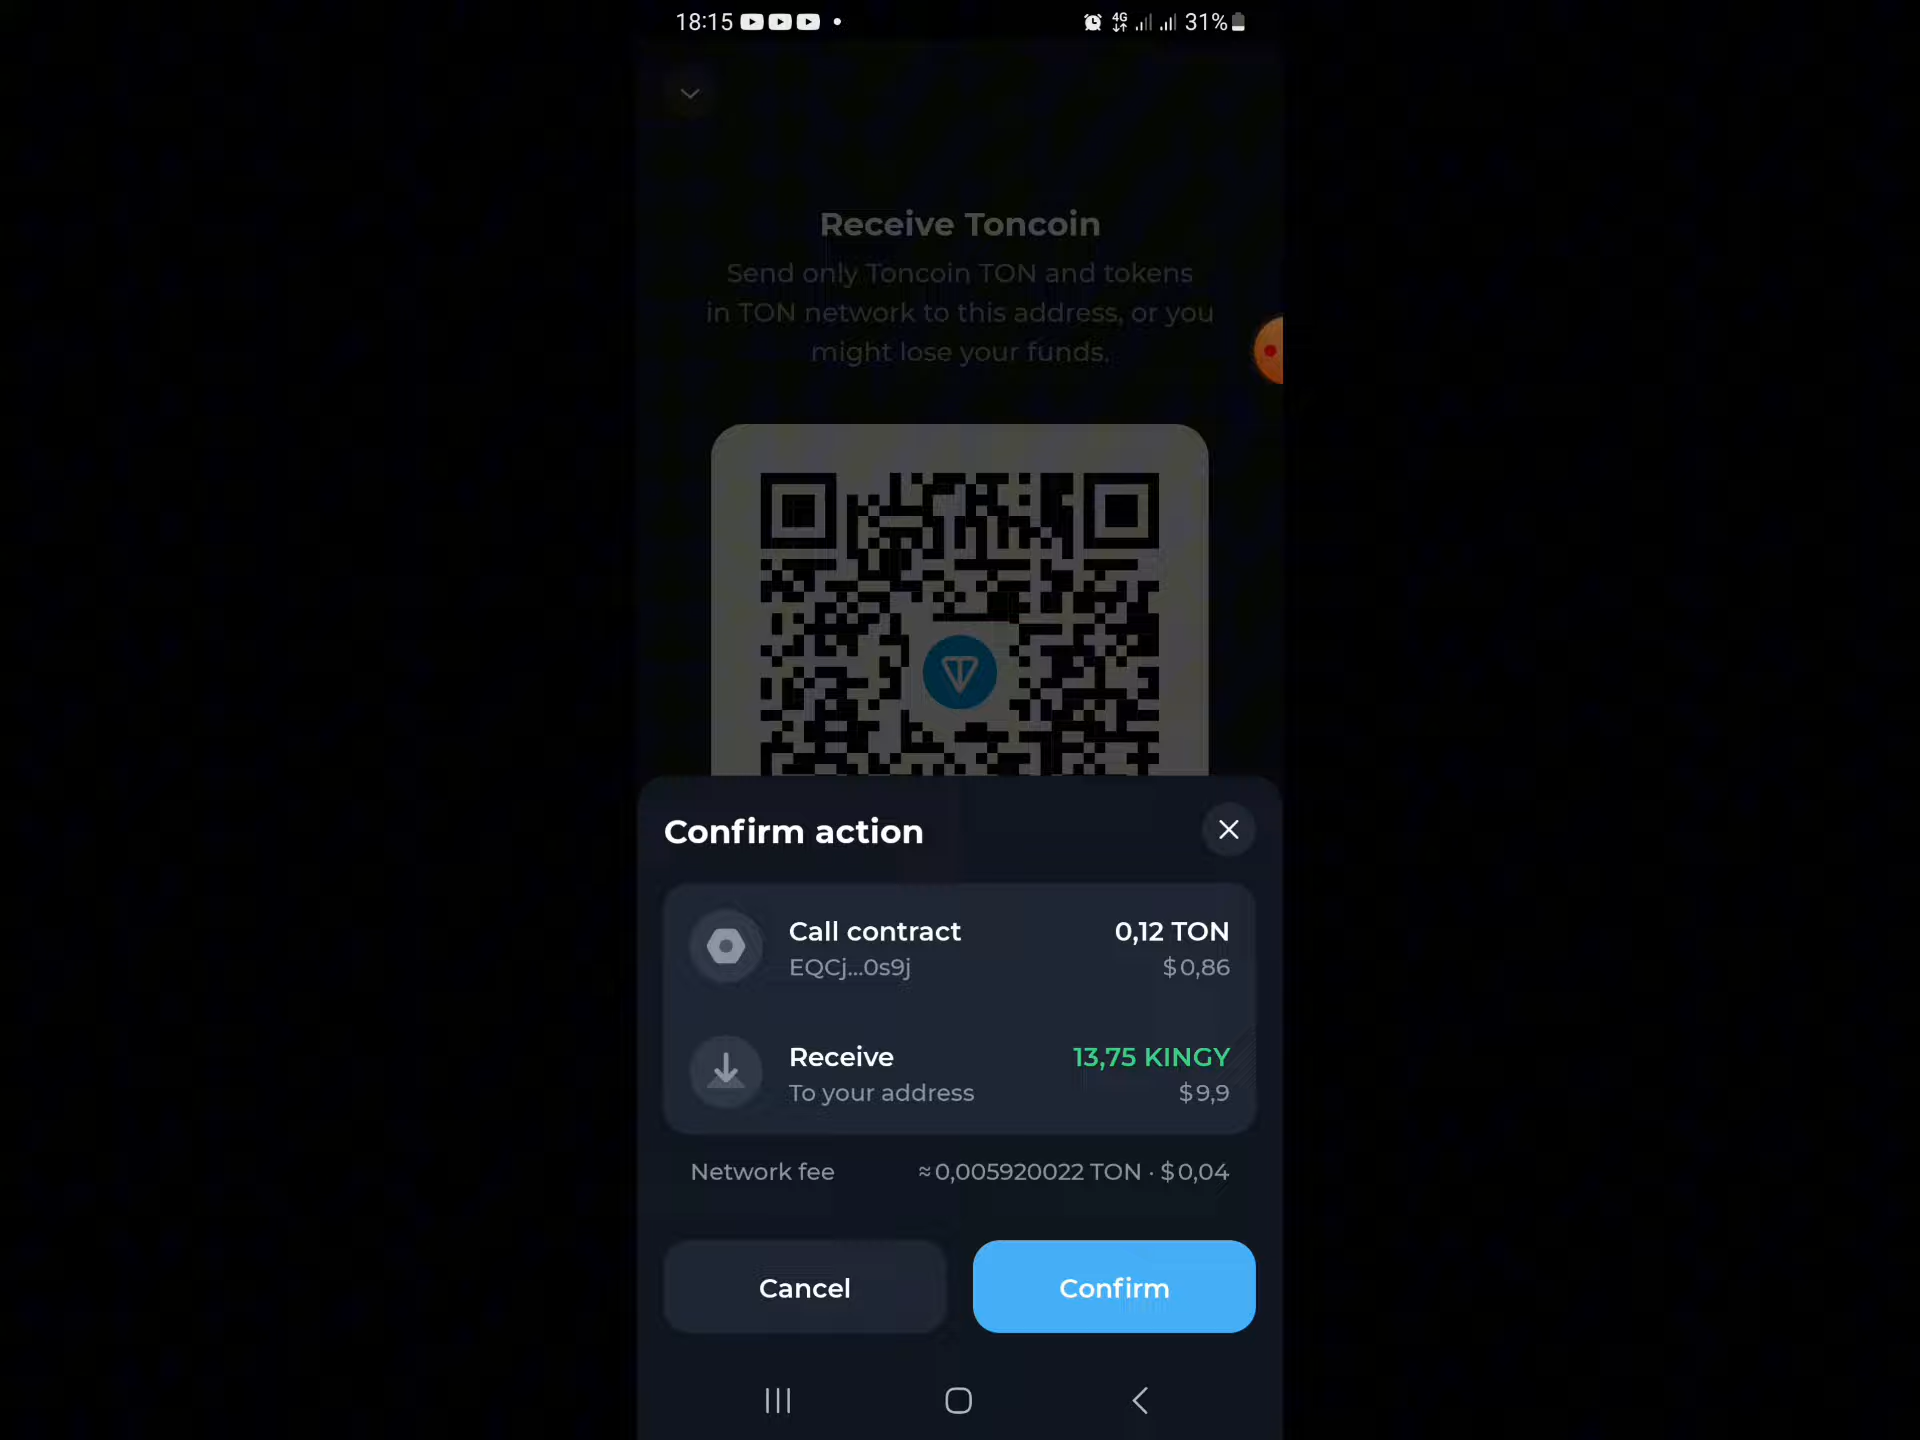 18:15
4G
31%
Receive Toncoin
Send only Toncoin TON and tokens
in TON network to this address, or you
might lose your funds.
Confirm action
Call contract 0,12 TON
EQCj...0s9j $0,86
Receive 13,75 KINGY
To your address $9,9
Network fee ≈0,005920022 TON · $0,04
Cancel Confirm